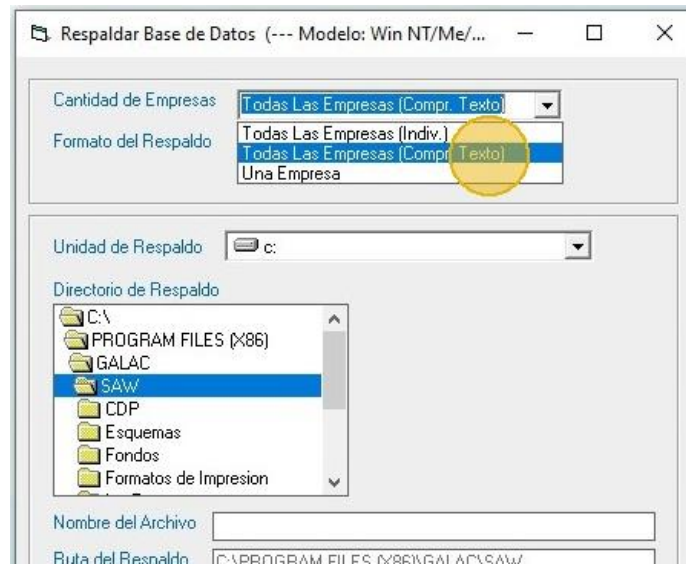 Respaldar Base de Datos (--- Modelo: Win NT/Me/...
Cantidad de Empresas Todas Las Empresas (Compr. Texto)
Formato del Respaldo Todas Las Empresas (Indiv.)
Todas Las Empresas (Compr. Texto)
Una Empresa
Unidad de Respaldo c:
Directorio de Respaldo
C:\
PROGRAM FILES (X86)
GALAC
SAW
CDP
Esquemas
Fondos
Formatos de Impresion
Nombre del Archivo
Ruta del Respaldo C:\PROGRAM FILES (X86)\GALAC\SAW